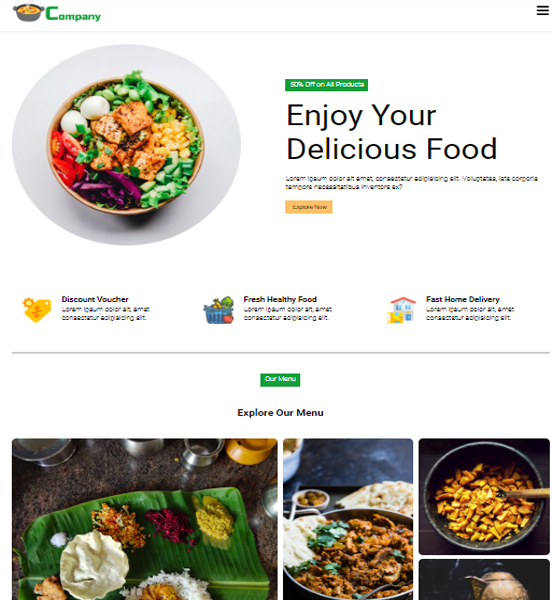 Company
50% Off on All Products
Enjoy Your
Delicious Food
Lorem ipsum dolor sit amet, consectetur adipisicing elit. Voluptates, iste corporis
tempora necessitatibus inventore ex?
Explore Now
Discount Voucher
Lorem ipsum dolor sit, amet
consectetur adipisicing elit.
Fresh Healthy Food
Lorem ipsum dolor sit, amet
consectetur adipisicing elit.
Fast Home Delivery
Lorem ipsum dolor sit, amet
consectetur adipisicing elit.
Our Menu
Explore Our Menu